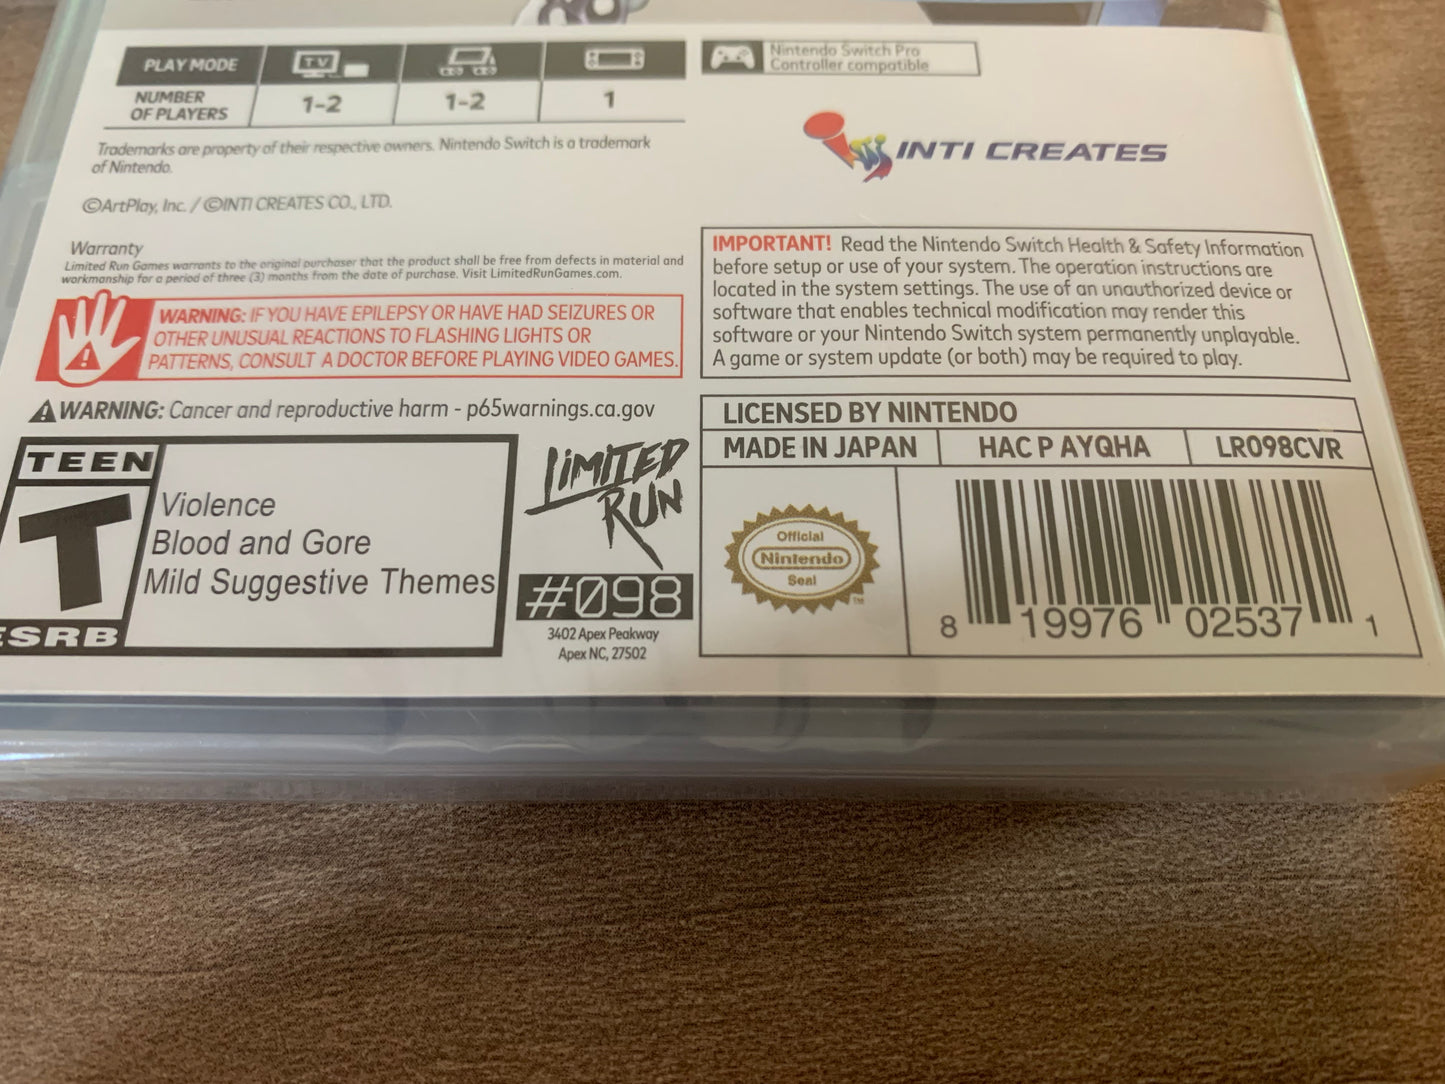 PLAY MODE
TV
NUMBER
OF PLAYERS
1-2
1-2
1
Nintendo Switch Pro
Controller compatible
Trademarks are property of their respective owners. Nintendo Switch is a trademark
of Nintendo.
©ArtPlay, Inc. / ©INTI CREATES CO., LTD.
INTI CREATES
Warranty
Limited Run Games warrants to the original purchaser that the product shall be free from defects in material and
workmanship for a period of three (3) months from the date of purchase. Visit LimitedRunGames.com.
WARNING: IF YOU HAVE EPILEPSY OR HAVE HAD SEIZURES OR
OTHER UNUSUAL REACTIONS TO FLASHING LIGHTS OR
PATTERNS, CONSULT A DOCTOR BEFORE PLAYING VIDEO GAMES.
WARNING: Cancer and reproductive harm - p65warnings.ca.gov
IMPORTANT! Read the Nintendo Switch Health & Safety Information
before setup or use of your system. The operation instructions are
located in the system settings. The use of an unauthorized device or
software that enables technical modification may render this
software or your Nintendo Switch system permanently unplayable.
A game or system update (or both) may be required to play.
TEEN
T
ESRB
Violence
Blood and Gore
Mild Suggestive Themes
LIMITED
RUN
#098
3402 Apex Peakway
Apex NC, 27502
LICENSED BY NINTENDO
MADE IN JAPAN
HAC P AYQHA
LR098CVR
Official
Nintendo
Seal
TM
8 19976 02537 1